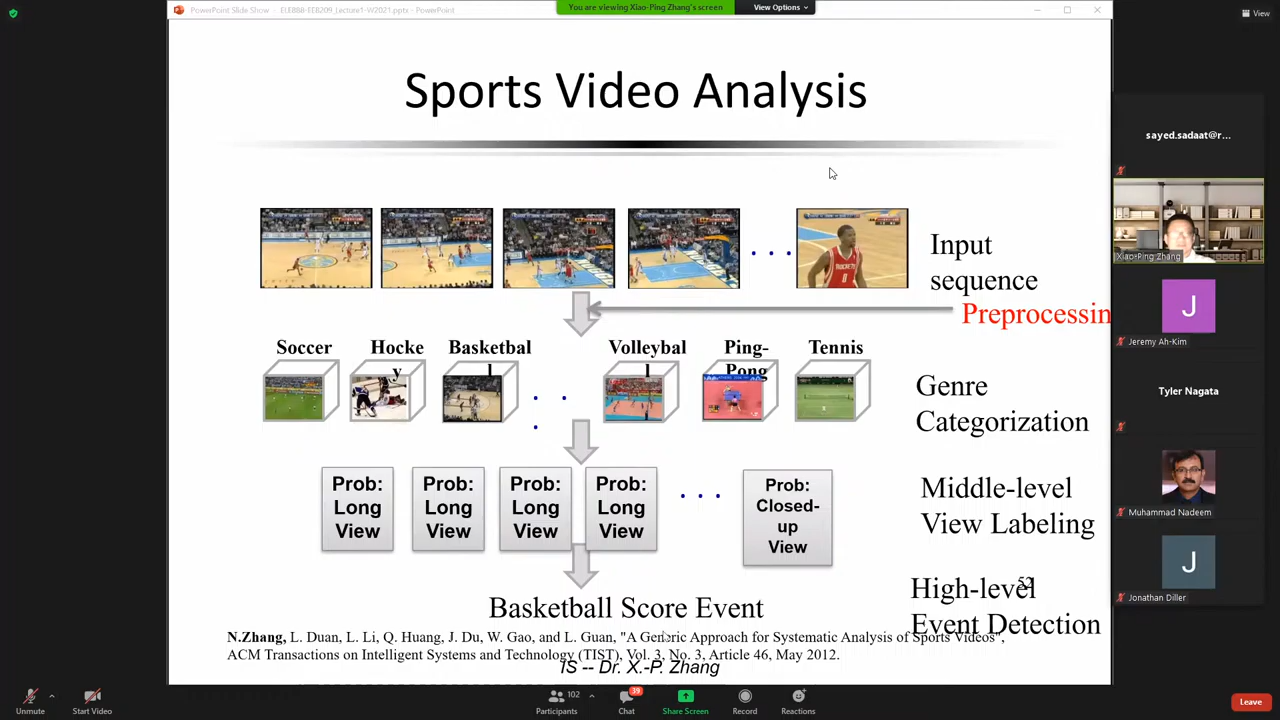 PowerPoint Slide Show - ELE888-EEB209_Lecture1-W2021.pptx - PowerPoint
You are viewing Xiao-Ping Zhang's screen
View Options
View
Sports Video Analysis
sayed.sadaat@r...
Xiao-Ping Zhang
Input
sequence
Preprocessin
Jeremy Ah-Kim
J
Soccer
Hocke
y
Basketbal
l
Volleybal
l
Ping-
Pong
Tennis
Genre
Categorization
Tyler Nagata
Prob:
Long
View
Prob:
Long
View
Prob:
Long
View
Prob:
Long
View
Prob:
Closed-
up
View
Middle-level
View Labeling
Muhammad Nadeem
J
Jonathan Diller
Basketball Score Event
High-level
52
Event Detection
N.Zhang, L. Duan, L. Li, Q. Huang, J. Du, W. Gao, and L. Guan, "A Generic Approach for Systematic Analysis of Sports Videos",
ACM Transactions on Intelligent Systems and Technology (TIST), Vol. 3, No. 3, Article 46, May 2012.
IS -- Dr. X.-P. Zhang
Unmute
Start Video
102
Participants
39
Chat
Share Screen
Record
Reactions
Leave